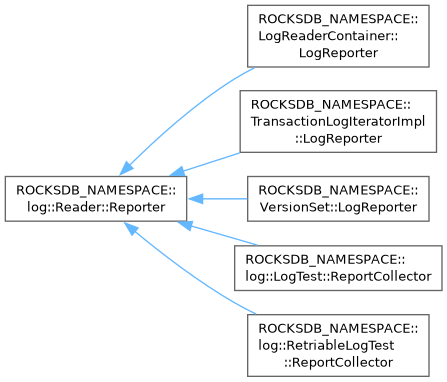 ROCKSDB_NAMESPACE::
LogReaderContainer::
LogReporter
ROCKSDB_NAMESPACE::
TransactionLogIteratorImpl
::LogReporter
ROCKSDB_NAMESPACE::
log::Reader::Reporter
ROCKSDB_NAMESPACE::
VersionSet::LogReporter
ROCKSDB_NAMESPACE::
log::LogTest::ReportCollector
ROCKSDB_NAMESPACE::
log::RetriableLogTest
::ReportCollector